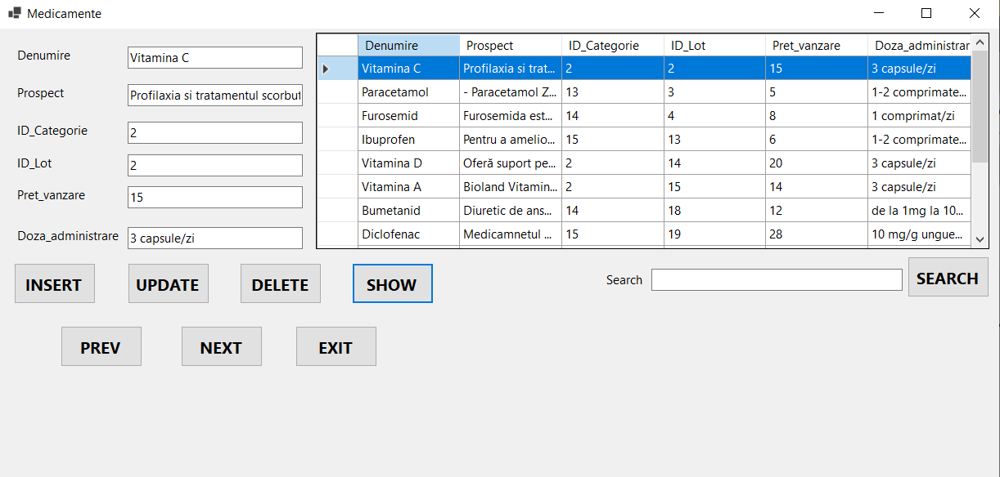 Medicamente
Denumire Vitamina C
Prospect Profilaxia si tratamentul scorbut
ID_Categorie 2
ID_Lot 2
Pret_vanzare 15
Doza_administrare 3 capsule/zi
Denumire Prospect ID_Categorie ID_Lot Pret_vanzare Doza_administrar
Vitamina C Profilaxia si trat... 2 2 15 3 capsule/zi
Paracetamol - Paracetamol Z... 13 3 5 1-2 comprimate...
Furosemid Furosemida est... 14 4 8 1 comprimat/zi
Ibuprofen Pentru a amelio... 15 13 6 1-2 comprimate...
Vitamina D Oferă suport pe... 2 14 20 3 capsule/zi
Vitamina A Bioland Vitamin... 2 15 14 3 capsule/zi
Bumetanid Diuretic de ans... 14 18 12 de la 1mg la 10...
Diclofenac Medicamnetul ... 15 19 28 10 mg/g ungue...
INSERT UPDATE DELETE SHOW Search SEARCH
PREV NEXT EXIT